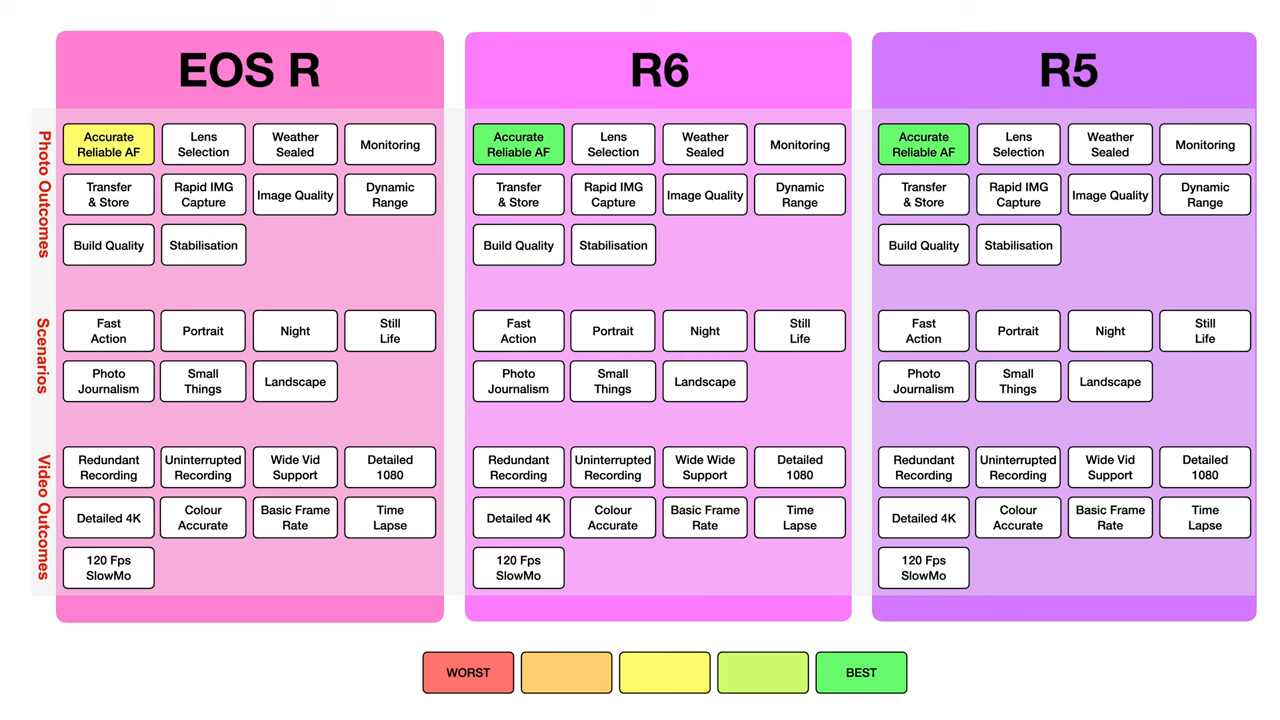 EOS R
R6
R5
Photo Outcomes
Accurate
Reliable AF
Lens
Selection
Weather
Sealed
Monitoring
Transfer
& Store
Rapid IMG
Capture
Image Quality
Dynamic
Range
Build Quality
Stabilisation
Accurate
Reliable AF
Lens
Selection
Weather
Sealed
Monitoring
Transfer
& Store
Rapid IMG
Capture
Image Quality
Dynamic
Range
Build Quality
Stabilisation
Accurate
Reliable AF
Lens
Selection
Weather
Sealed
Monitoring
Transfer
& Store
Rapid IMG
Capture
Image Quality
Dynamic
Range
Build Quality
Stabilisation
Scenarios
Fast
Action
Portrait
Night
Still
Life
Photo
Journalism
Small
Things
Landscape
Fast
Action
Portrait
Night
Still
Life
Photo
Journalism
Small
Things
Landscape
Fast
Action
Portrait
Night
Still
Life
Photo
Journalism
Small
Things
Landscape
Video Outcomes
Redundant
Recording
Uninterrupted
Recording
Wide Vid
Support
Detailed
1080
Detailed 4K
Colour
Accurate
Basic Frame
Rate
Time
Lapse
120 Fps
SlowMo
Redundant
Recording
Uninterrupted
Recording
Wide Wide
Support
Detailed
1080
Detailed 4K
Colour
Accurate
Basic Frame
Rate
Time
Lapse
120 Fps
SlowMo
Redundant
Recording
Uninterrupted
Recording
Wide Vid
Support
Detailed
1080
Detailed 4K
Colour
Accurate
Basic Frame
Rate
Time
Lapse
120 Fps
SlowMo
WORST
BEST